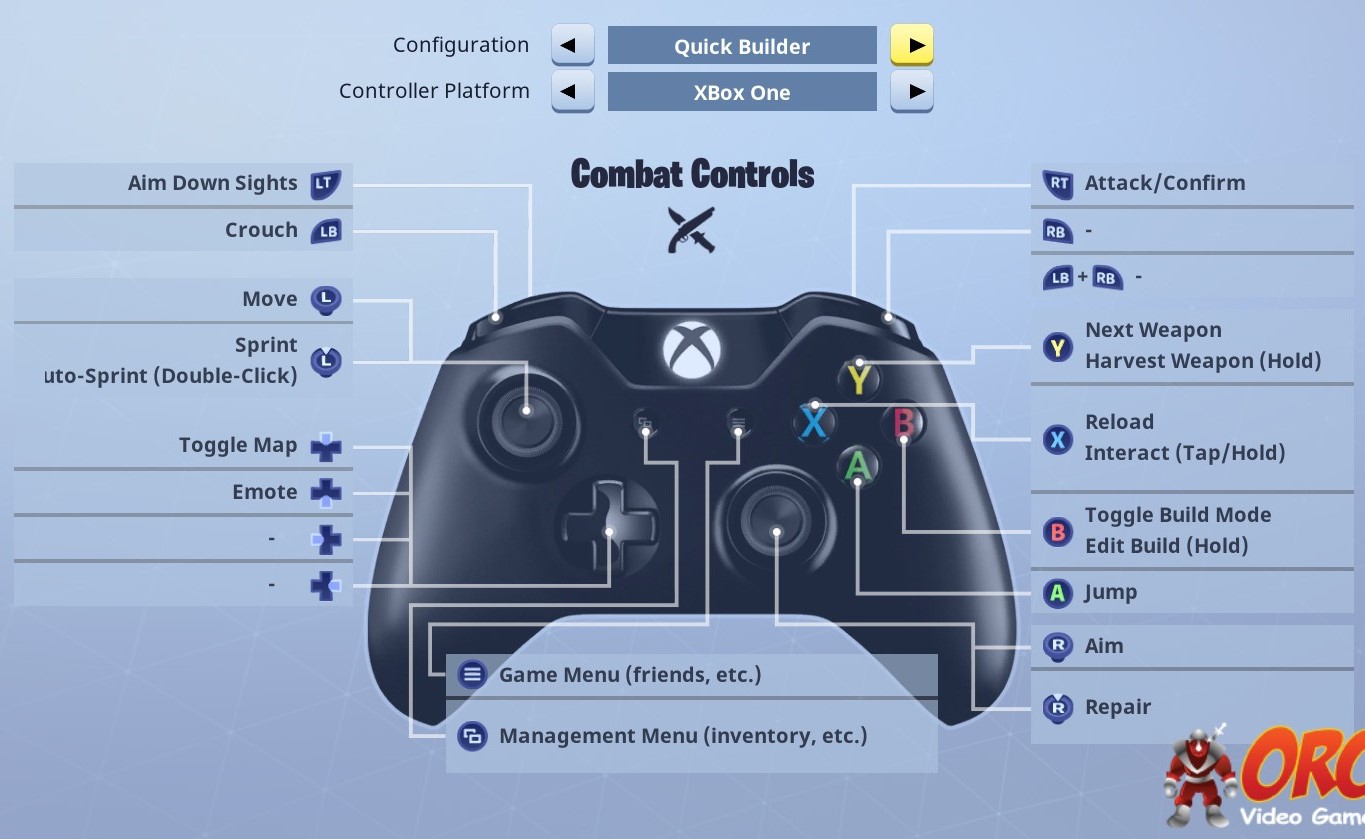 Configuration
Quick Builder
Controller Platform
XBox One
Combat Controls
Aim Down Sights LT
Crouch LB
Move L
Sprint L
uto-Sprint (Double-Click)
Toggle Map
Emote
-
-
RT Attack/Confirm
RB -
LB + RB -
Y Next Weapon
Harvest Weapon (Hold)
X Reload
Interact (Tap/Hold)
B Toggle Build Mode
Edit Build (Hold)
A Jump
R Aim
R Repair
Y
X
B
A
Game Menu (friends, etc.)
Management Menu (inventory, etc.)
ORC
Video Game